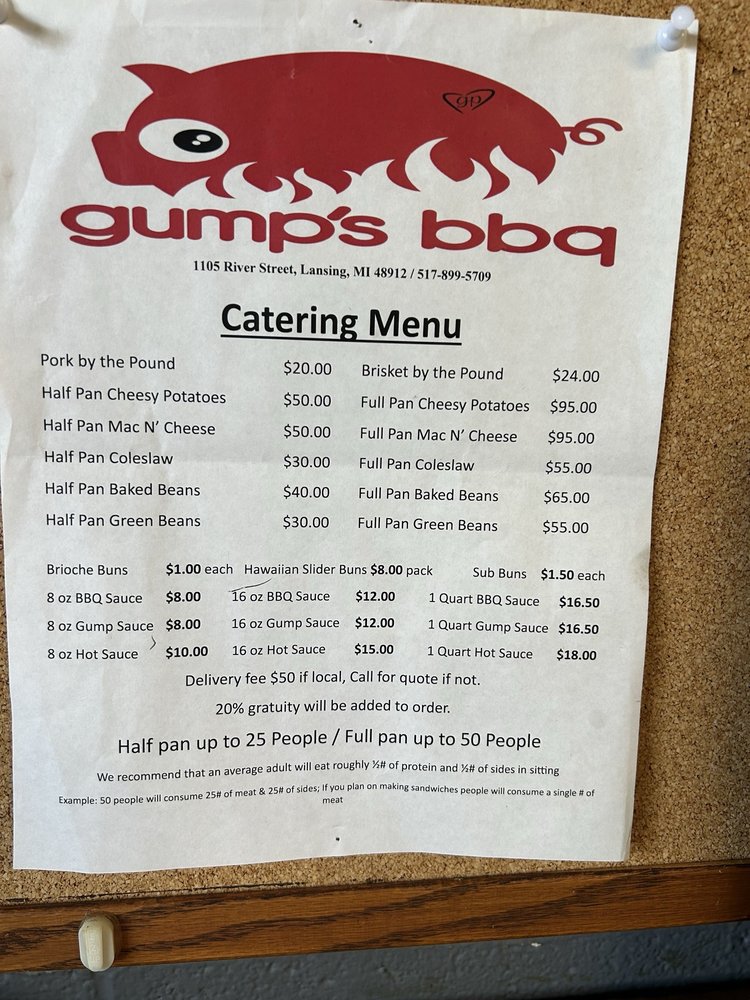 gp
gump's bbq
1105 River Street, Lansing, MI 48912 / 517-899-5709
Catering Menu
Pork by the Pound $20.00 Brisket by the Pound $24.00
Half Pan Cheesy Potatoes $50.00 Full Pan Cheesy Potatoes $95.00
Half Pan Mac N' Cheese $50.00 Full Pan Mac N' Cheese $95.00
Half Pan Coleslaw $30.00 Full Pan Coleslaw $55.00
Half Pan Baked Beans $40.00 Full Pan Baked Beans $65.00
Half Pan Green Beans $30.00 Full Pan Green Beans $55.00
Brioche Buns $1.00 each Hawaiian Slider Buns $8.00 pack Sub Buns $1.50 each
8 oz BBQ Sauce $8.00 16 oz BBQ Sauce $12.00 1 Quart BBQ Sauce $16.50
8 oz Gump Sauce $8.00 16 oz Gump Sauce $12.00 1 Quart Gump Sauce $16.50
8 oz Hot Sauce $10.00 16 oz Hot Sauce $15.00 1 Quart Hot Sauce $18.00
Delivery fee $50 if local, Call for quote if not.
20% gratuity will be added to order.
Half pan up to 25 People / Full pan up to 50 People
We recommend that an average adult will eat roughly ½# of protein and ½# of sides in sitting
Example: 50 people will consume 25# of meat & 25# of sides; If you plan on making sandwiches people will consume a single # of
meat